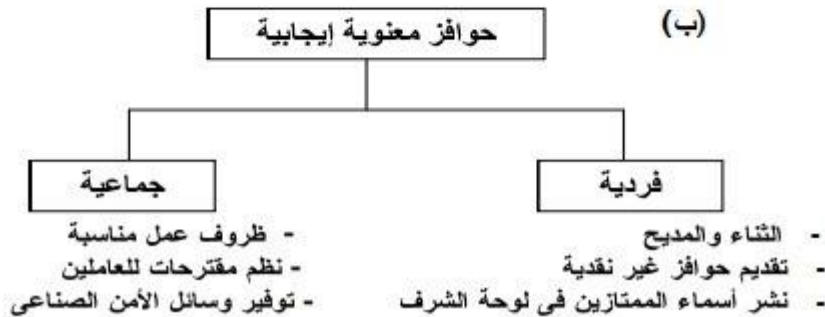 (ب)
حوافز معنوية إيجابية
فردية
- الثناء والمديح
- تقديم حوافز غير نقدية
- نشر أسماء الممتازين فى لوحة الشرف
جماعية
- ظروف عمل مناسبة
- نظم مقترحات للعاملين
- توفير وسائل الأمن الصناعى